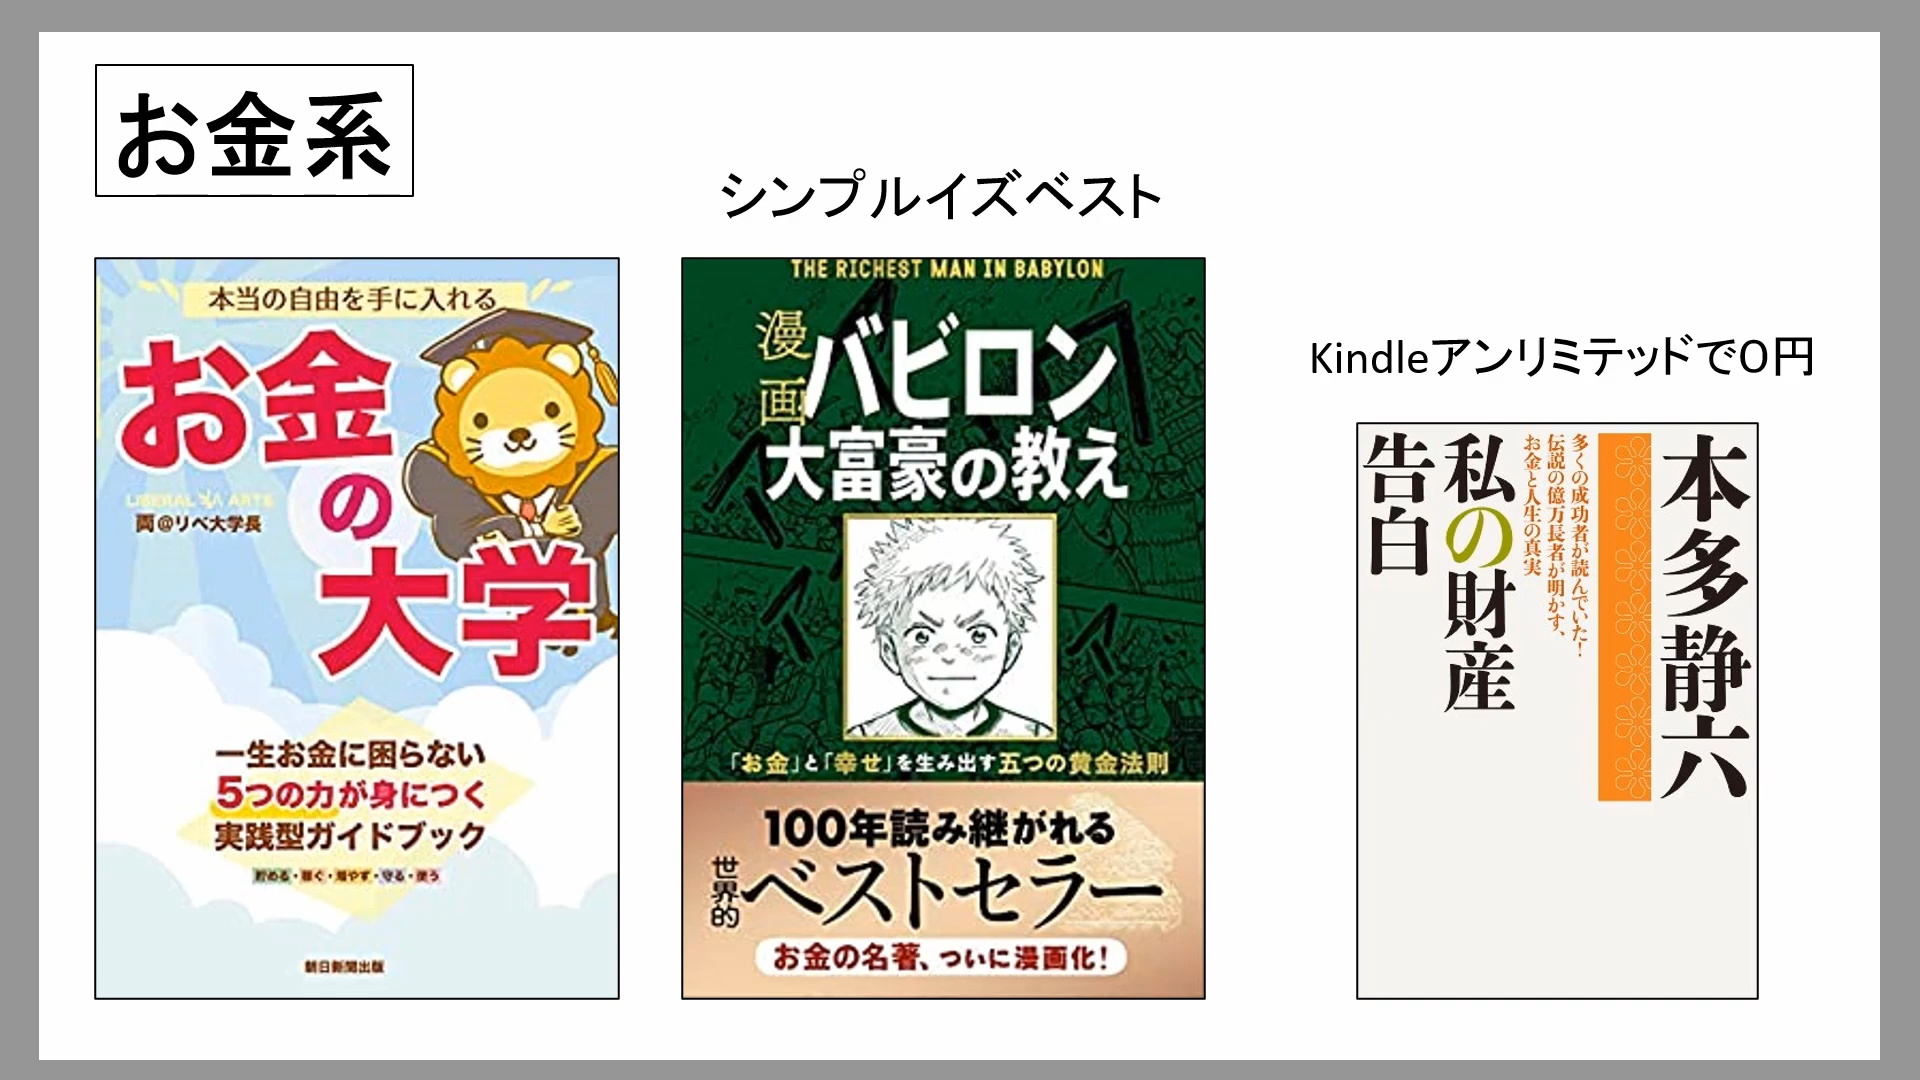 お金系
シンプルイズベスト
Kindleアンリミテッドで0円
本当の自由を手に入れる
お金
の
大学
LIBERAL ARTS
両@リベ大学長
一生お金に困らない
5つの力が身につく
実践型ガイドブック
貯める・稼ぐ・増やす・守る・使う
朝日新聞出版
THE RICHEST MAN IN BABYLON
漫画
バビロン
大富豪の教え
「お金」と「幸せ」を生み出す五つの黄金法則
100年読み継がれる
世界的
ベストセラー
お金の名著、ついに漫画化!
本多静六
多くの成功者が読んでいた!
伝説の億万長者が明かす、
お金と人生の真実
私の財産
告白